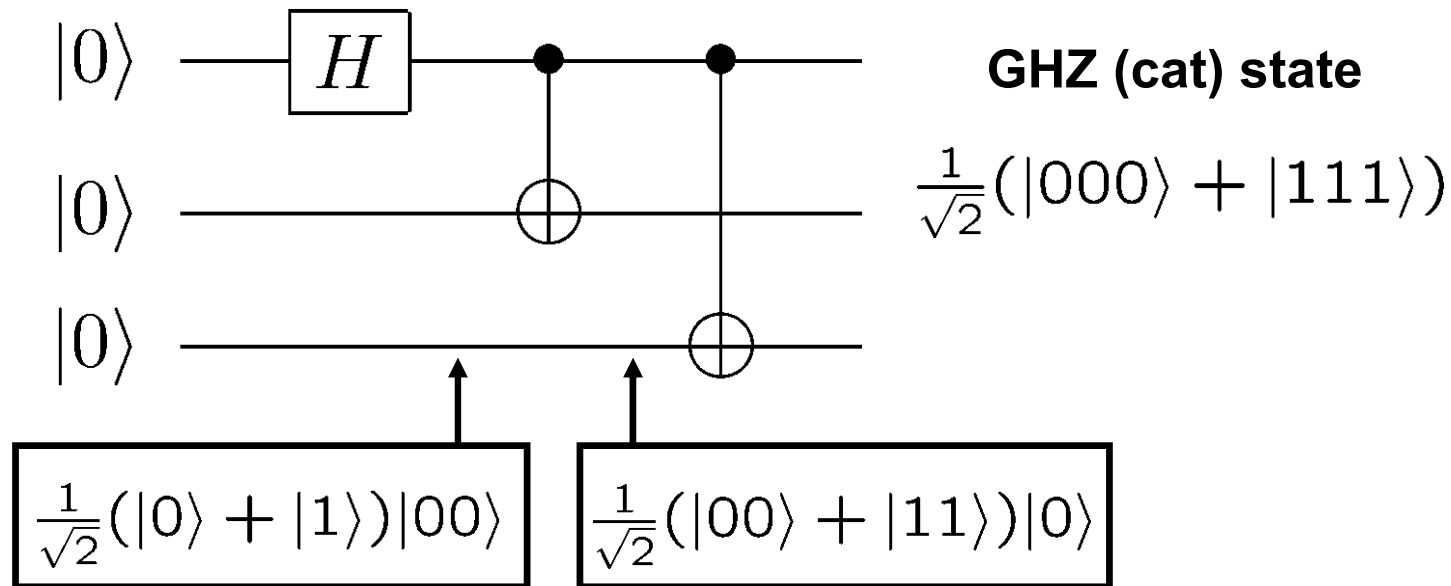 |0⟩ H GHZ (cat) state
|0⟩ 1/√2(|000⟩ + |111⟩)
|0⟩
1/√2(|0⟩ + |1⟩)|00⟩
1/√2(|00⟩ + |11⟩)|0⟩